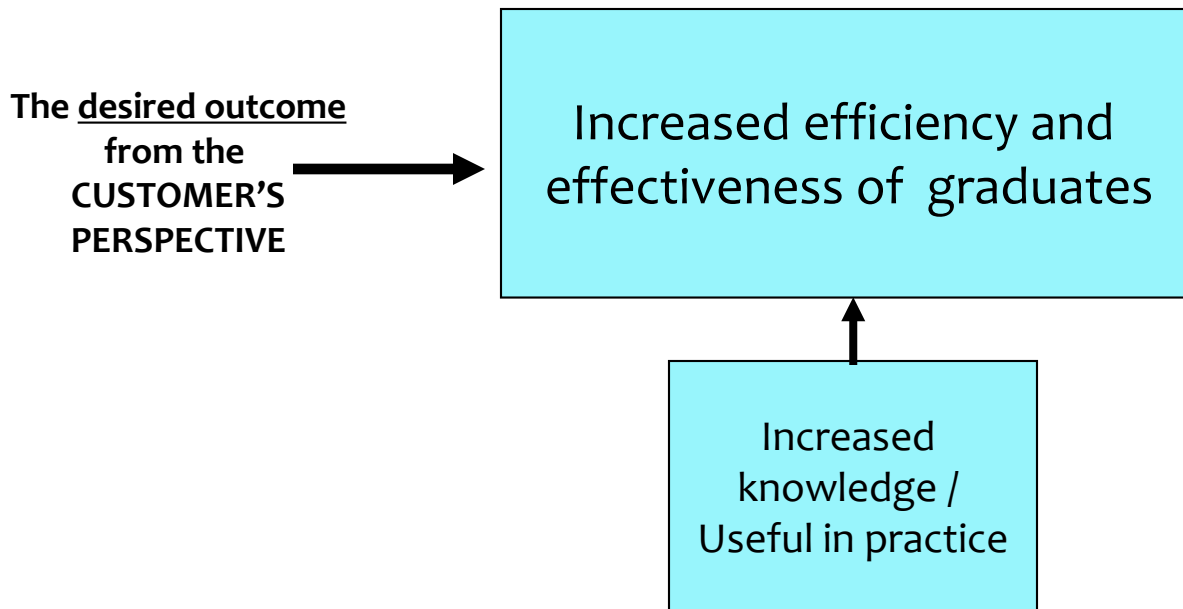 The desired outcome
from the
CUSTOMER’S
PERSPECTIVE
Increased efficiency and
effectiveness of  graduates
Increased
knowledge /
Useful in practice